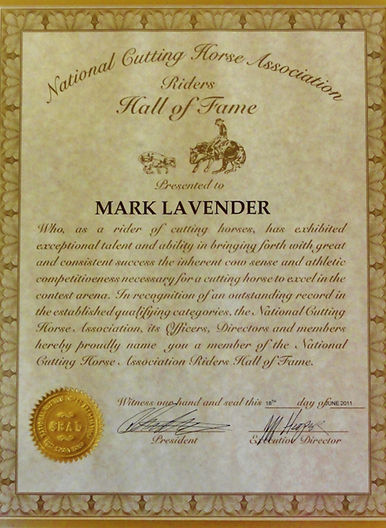 National Cutting Horse Association
Riders
Hall of Fame
Presented to
MARK LAVENDER
Who, as a rider of cutting horses, has exhibited
exceptional talent and ability in bringing forth with great
and consistent success the inherent cow sense and athletic
competitiveness necessary for a cutting horse to excel in the
contest arena. In recognition of an outstanding record in
the established qualifying categories, the National Cutting
Horse Association, its Officers, Directors and members
hereby proudly name you a member of the National
Cutting Horse Association Riders Hall of Fame.
Witness our hand and seal this 18TH day of JUNE 2011
President Executive Director
SEAL